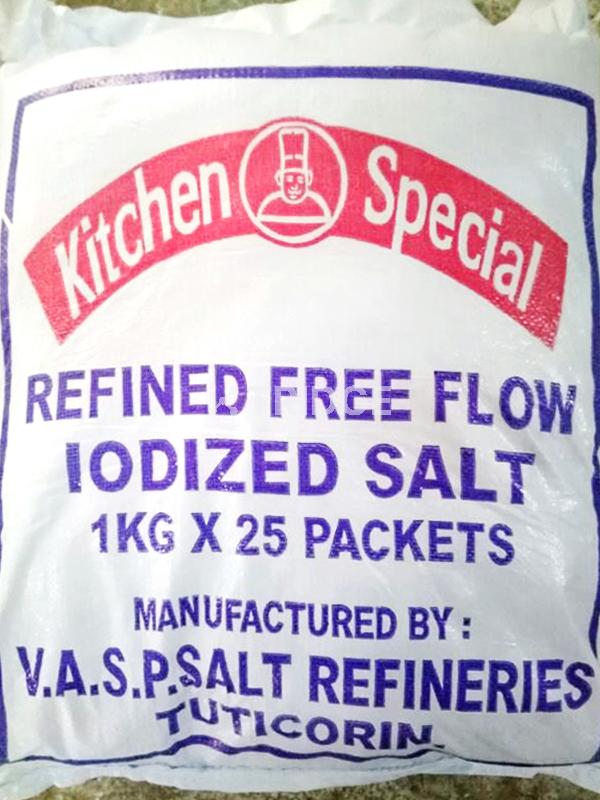 Kitchen Special
REFINED FREE FLOW
IODIZED SALT
1KG X 25 PACKETS
MANUFACTURED BY :
V.A.S.P.SALT REFINERIES
TUTICORIN.